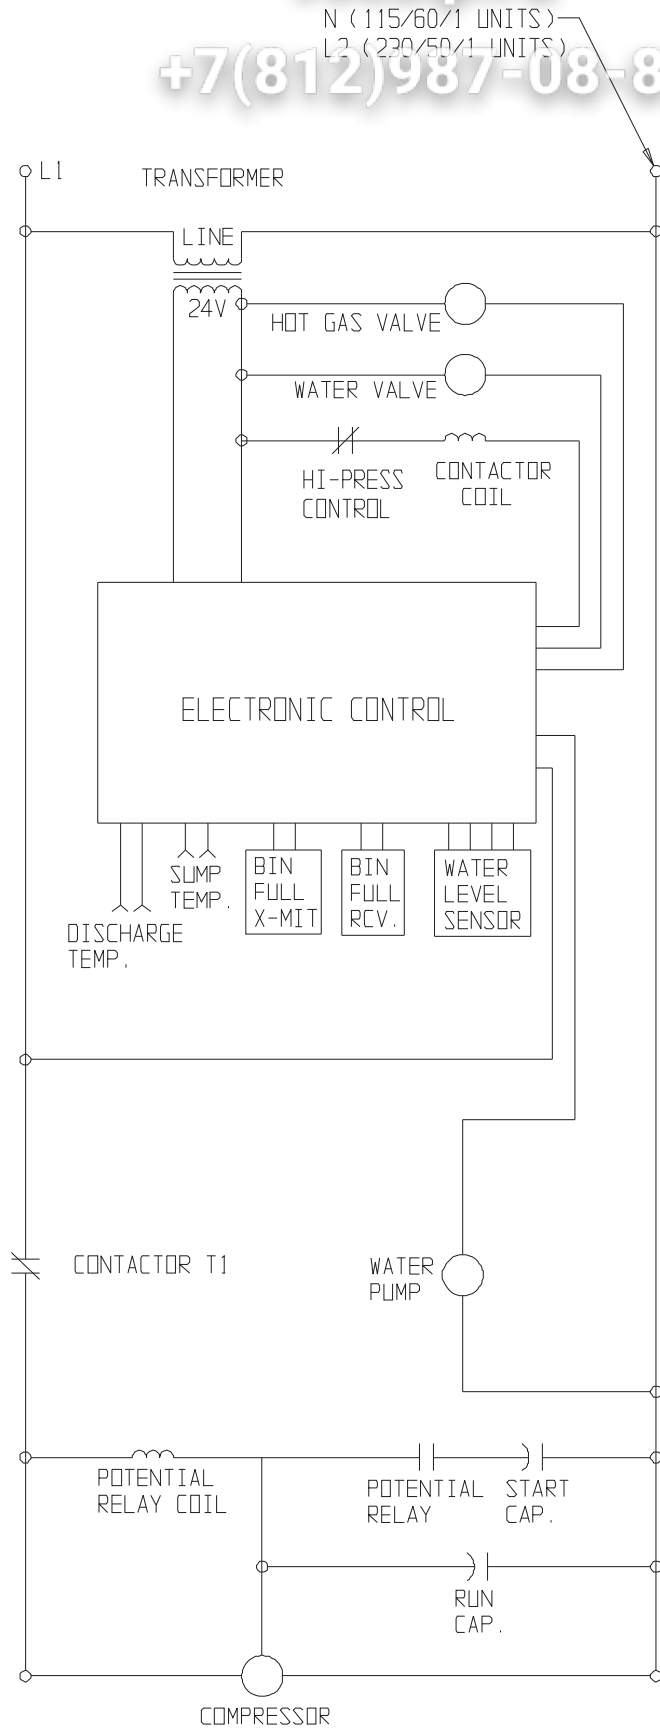 N (115/60/1 UNITS)
L2 (230/50/1 UNITS)
+7(812)987-08-8
L1
TRANSFORMER
LINE
24V
HOT GAS VALVE
WATER VALVE
HI-PRESS
CONTROL
CONTACTOR
COIL
ELECTRONIC CONTROL
SUMP
TEMP.
BIN
FULL
X-MIT
BIN
FULL
RCV.
WATER
LEVEL
SENSOR
DISCHARGE
TEMP.
CONTACTOR T1
WATER
PUMP
POTENTIAL
RELAY COIL
POTENTIAL
RELAY
START
CAP.
RUN
CAP.
COMPRESSOR